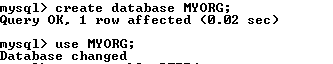 mysql> create database MYORG;
Query OK, 1 row affected (0.02 sec)
mysql> use MYORG;
Database changed